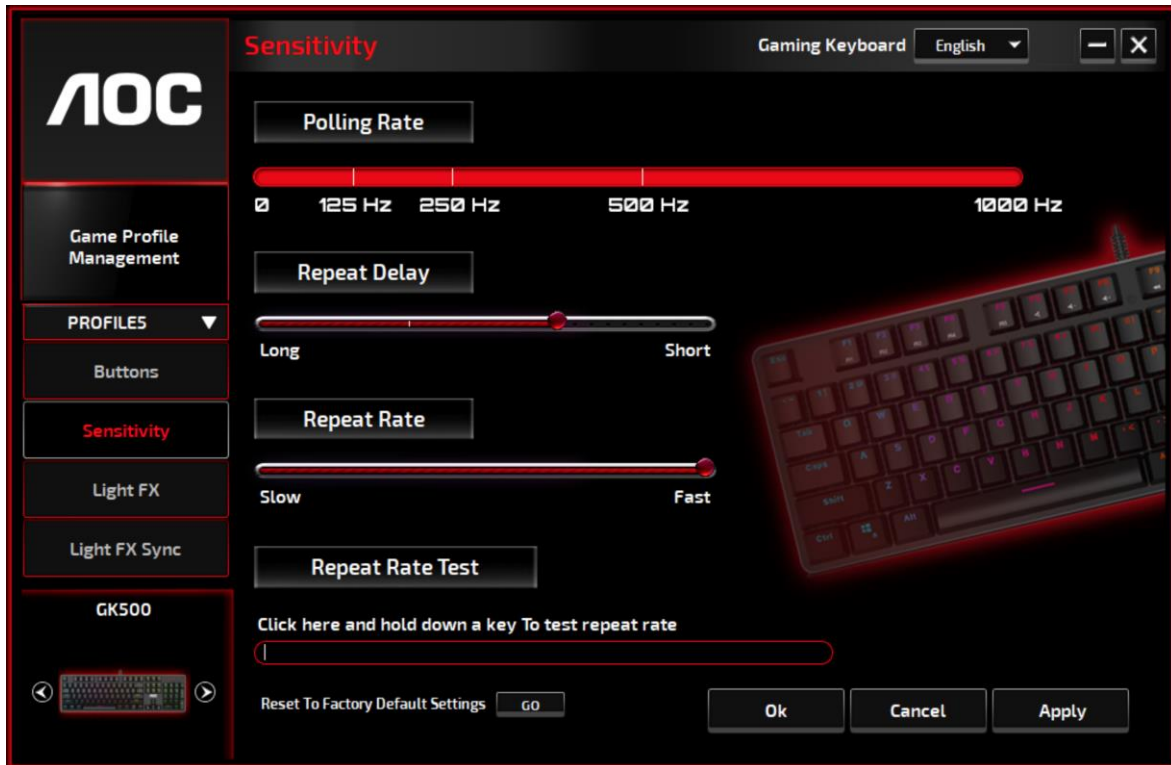 AOC
Sensitivity
Gaming Keyboard English
Game Profile
Management
PROFILE5
Buttons
Sensitivity
Light FX
Light FX Sync
GK500
Polling Rate
0 125 Hz 250 Hz 500 Hz 1000 Hz
Repeat Delay
Long Short
Repeat Rate
Slow Fast
Repeat Rate Test
Click here and hold down a key To test repeat rate
Reset To Factory Default Settings GO
Ok Cancel Apply